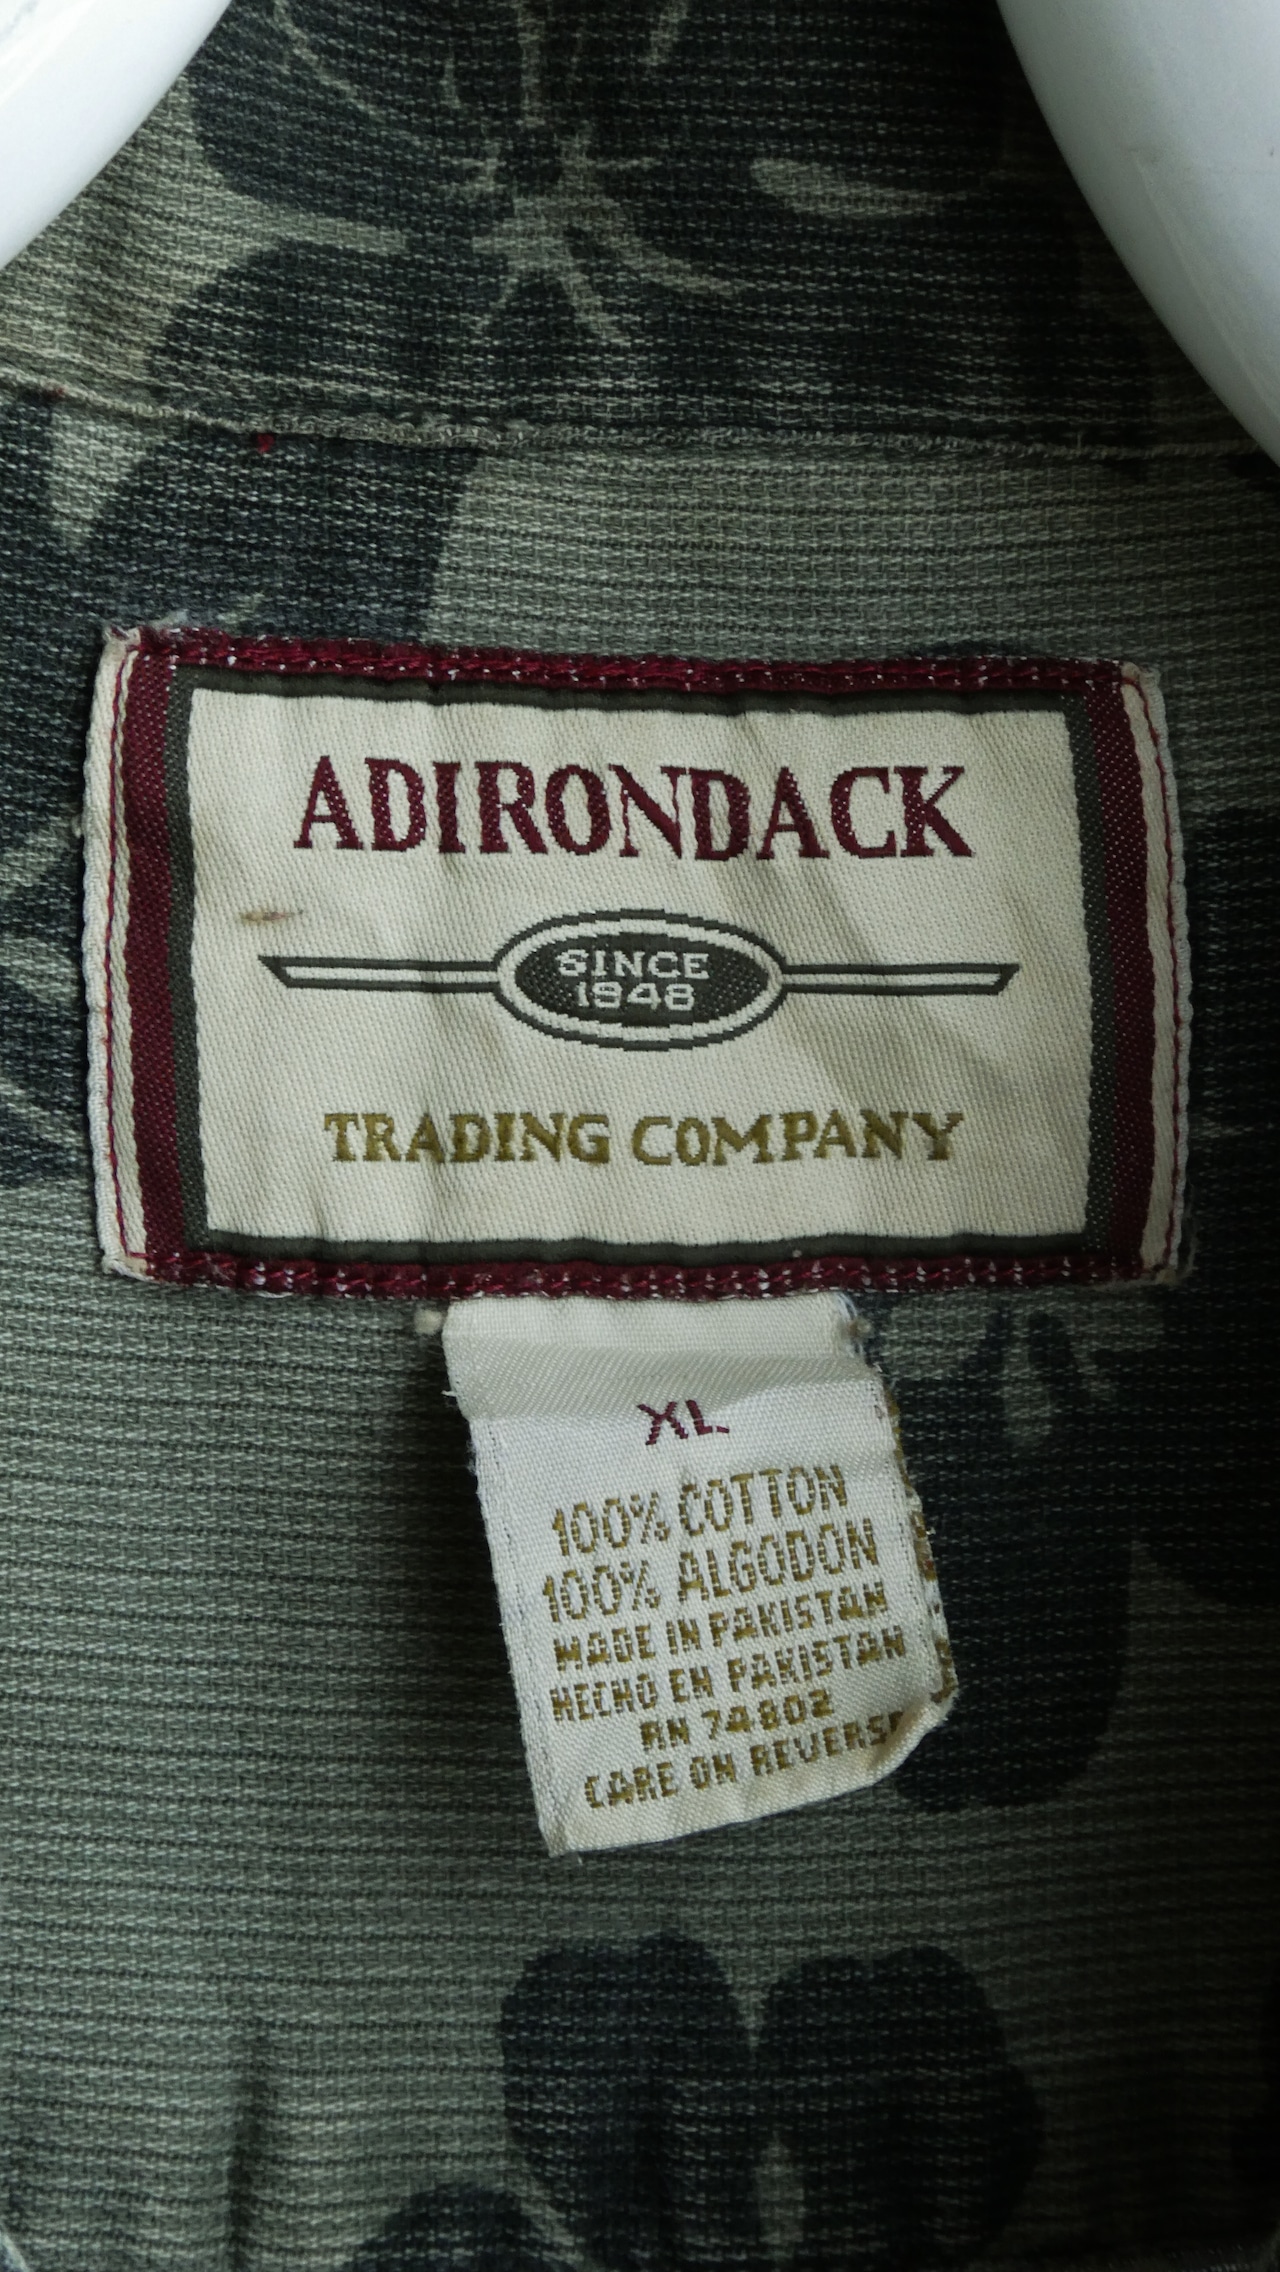 ADIRONDACK
SINCE
1948
TRADING COMPANY
XL
100% COTTON
100% ALGODON
MADE IN PAKISTAN
HECHO EN PAKISTAN
RN 74802
CARE ON REVERSE